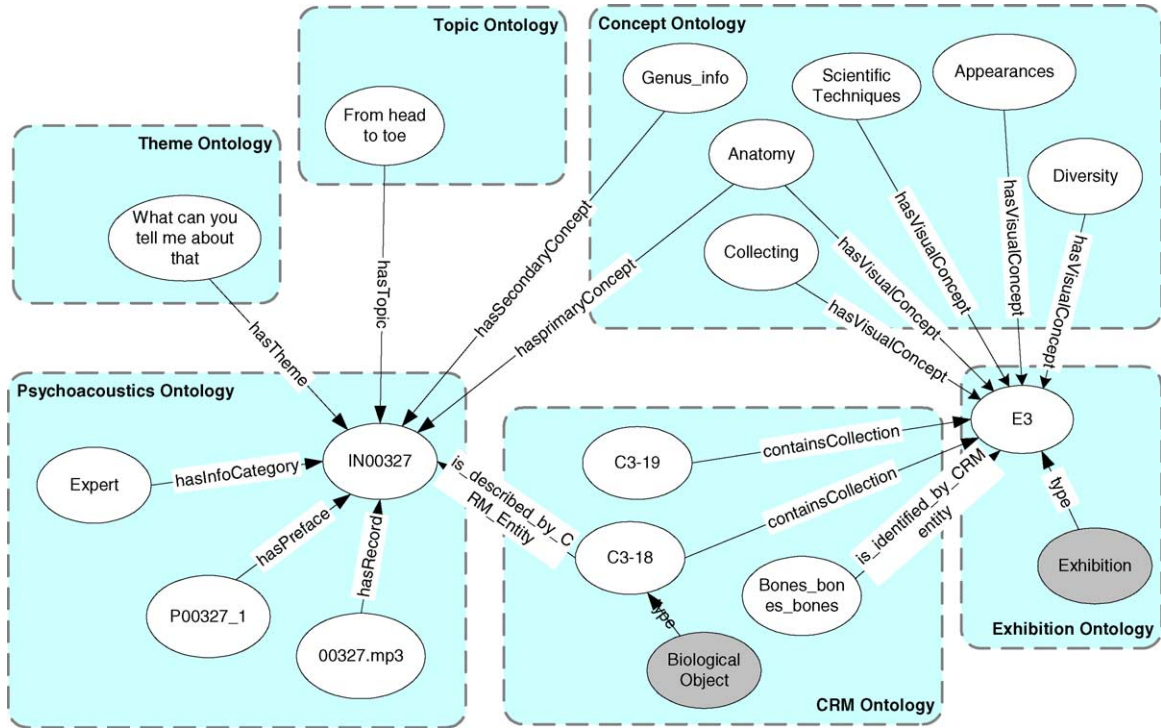 Topic Ontology
From head
to toe
Concept Ontology
Genus_info
Scientific
Techniques
Appearances
Anatomy
Diversity
Collecting
Theme Ontology
What can you
tell me about
that
hasTheme
hasTopic
hasSecondaryConcept
hasprimaryConcept
hasVisualConcept
hasVisualConcept
hasVisualConcept
hasVisualConcept
hasVisualConcept
Psychoacoustics Ontology
IN00327
Expert
hasInfoCategory
hasPreface
hasRecord
P00327_1
00327.mp3
is_described_by_C
RM_Entity
C3-19
containsCollection
C3-18
containsCollection
is_identified_by_CRM
entity
Bones_bon
es_bones
type
Biological
Object
CRM Ontology
E3
type
Exhibition
Exhibition Ontology